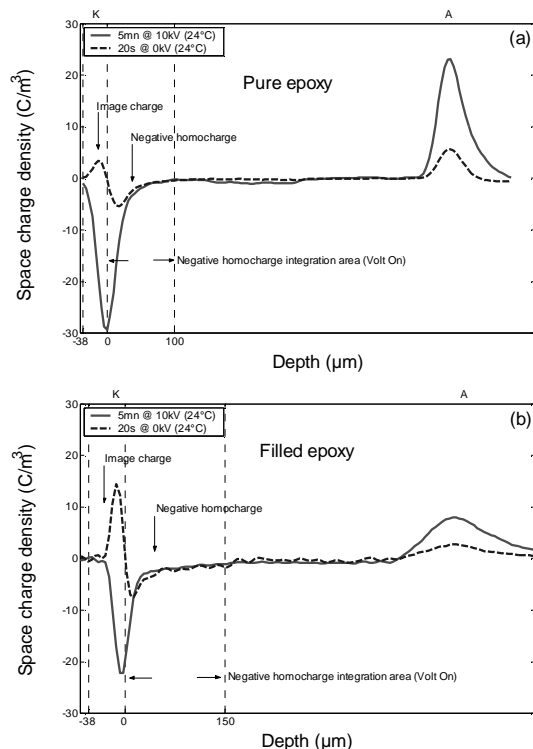 K A
(a)
5mn @ 10kV (24°C)
20s @ 0kV (24°C)
Pure epoxy
Image charge
Negative homocharge
Negative homocharge integration area (Volt On)
Space charge density (C/m³)
30
20
10
0
-10
-20
-30
-38 0 100
Depth (µm)
K A
(b)
5mn @ 10kV (24°C)
20s @ 0kV (24°C)
Filled epoxy
Image charge
Negative homocharge
Negative homocharge integration area (Volt On)
Space charge density (C/m³)
30
20
10
0
-10
-20
-30
-38 0 150
Depth (µm)